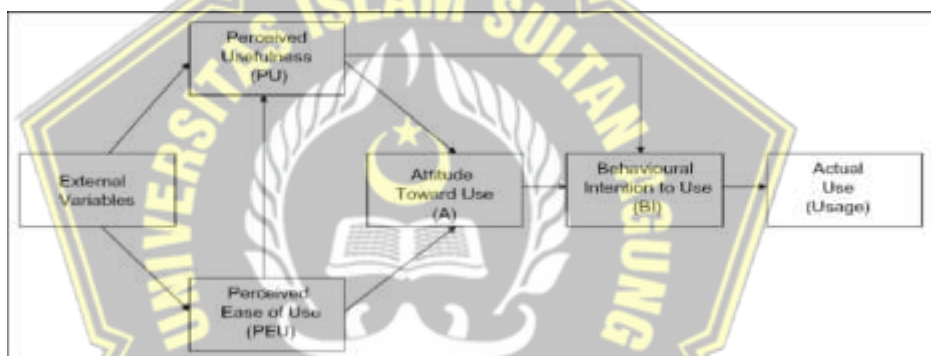 UNIVERSITAS ISLAM SULTAN AGUNG
Perceived
Usefulness
(PU)
External
Variables
Attitude
Toward Use
(A)
Behavioural
Intention to Use
(BI)
Actual
Use
(Usage)
Perceived
Ease of Use
(PEU)